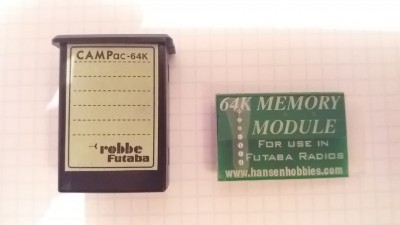 CAMPac-64K
robbe
Futaba
64K MEMORY
MODULE
FOR USE IN
FUTABA RADIOS
www.hansenhobbies.com